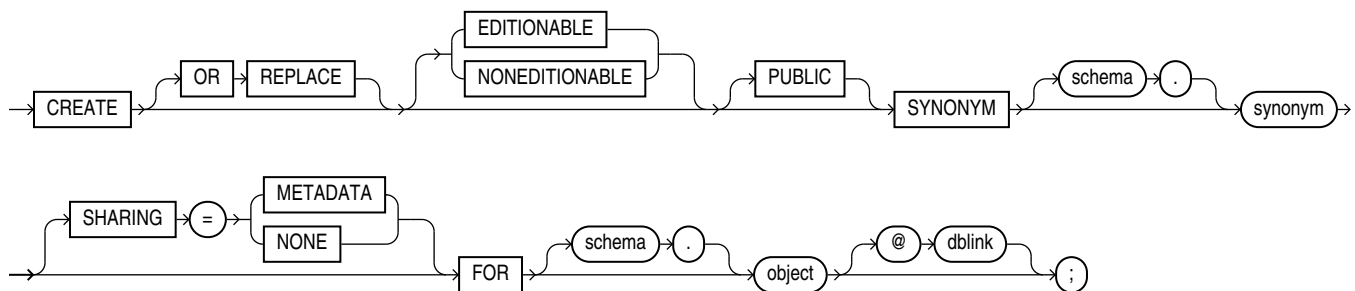 EDITIONABLE
OR REPLACE NONEDITIONABLE PUBLIC schema .
CREATE SYNONYM synonym
METADATA
SHARING = NONE schema . @ dblink
FOR object ;